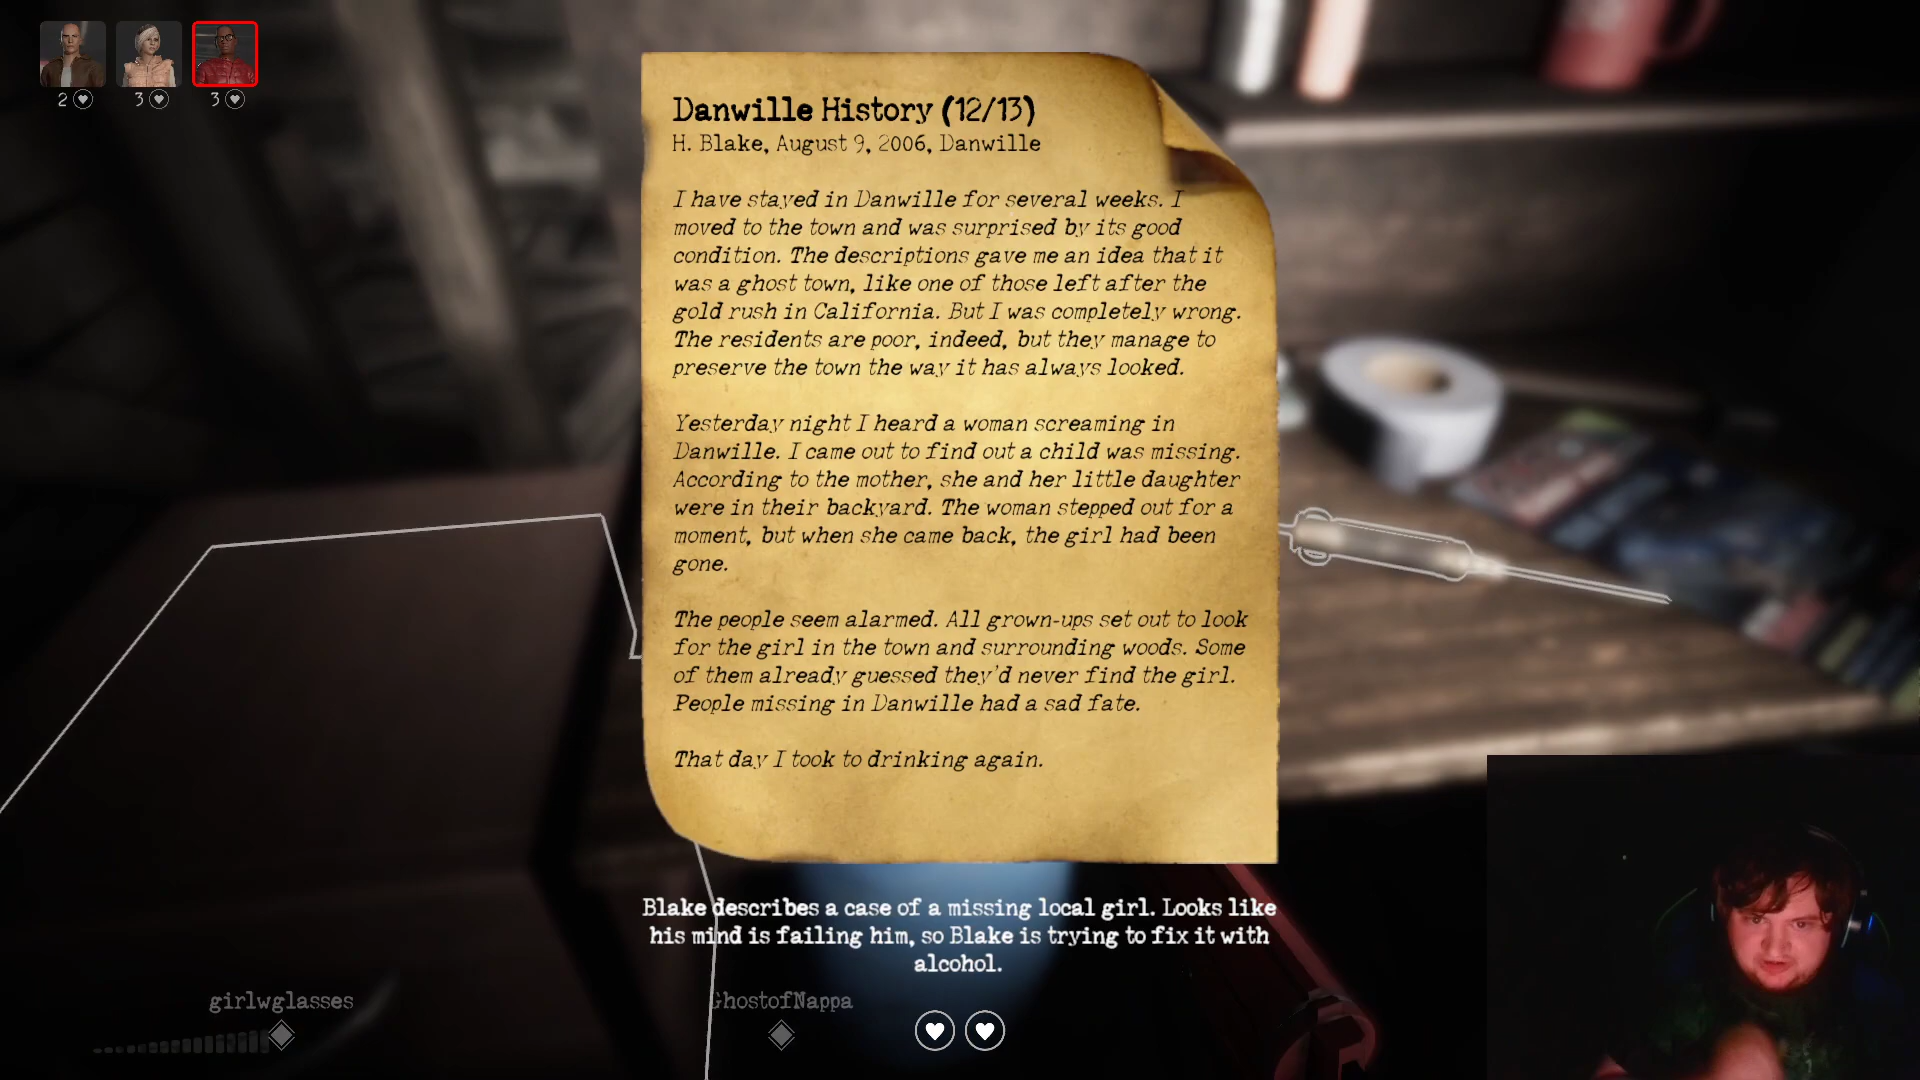 2
3
3
Danwille History (12/13)
H. Blake, August 9, 2006, Danwille
I have stayed in Danwille for several weeks. I
moved to the town and was surprised by its good
condition. The descriptions gave me an idea that it
was a ghost town, like one of those left after the
gold rush in California. But I was completely wrong.
The residents are poor, indeed, but they manage to
preserve the town the way it has always looked.
Yesterday night I heard a woman screaming in
Danwille. I came out to find out a child was missing.
According to the mother, she and her little daughter
were in their backyard. The woman stepped out for a
moment, but when she came back, the girl had been
gone.
The people seem alarmed. All grown-ups set out to look
for the girl in the town and surrounding woods. Some
of them already guessed they'd never find the girl.
People missing in Danwille had a sad fate.
That day I took to drinking again.
Blake describes a case of a missing local girl. Looks like
his mind is failing him, so Blake is trying to fix it with
alcohol.
girlwglasses
GhostofNappa